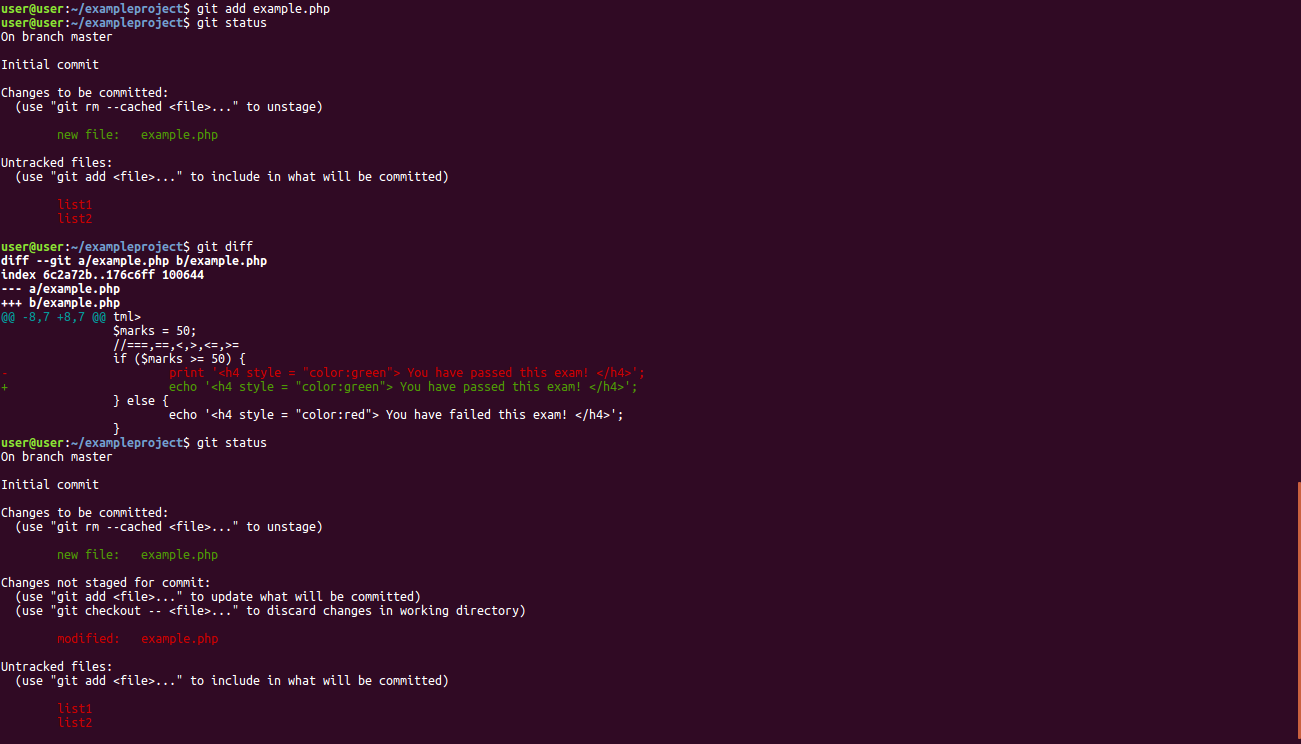 user@user:~/exampleproject$ git add example.php
user@user:~/exampleproject$ git status
On branch master
Initial commit
Changes to be committed:
  (use "git rm --cached <file>..." to unstage)
        new file:   example.php
Untracked files:
  (use "git add <file>..." to include in what will be committed)
        list1
        list2
user@user:~/exampleproject$ git diff
diff --git a/example.php b/example.php
index 6c2a72b..176c6ff 100644
--- a/example.php
+++ b/example.php
@@ -8,7 +8,7 @@ tml>
                $marks = 50;
                //===,==,<,>,<=,>=
                if ($marks >= 50) {
-                       print '<h4 style = "color:green"> You have passed this exam! </h4>';
+                       echo '<h4 style = "color:green"> You have passed this exam! </h4>';
                } else {
                        echo '<h4 style = "color:red"> You have failed this exam! </h4>';
                }
user@user:~/exampleproject$ git status
On branch master
Initial commit
Changes to be committed:
  (use "git rm --cached <file>..." to unstage)
        new file:   example.php
Changes not staged for commit:
  (use "git add <file>..." to update what will be committed)
  (use "git checkout -- <file>..." to discard changes in working directory)
        modified:   example.php
Untracked files:
  (use "git add <file>..." to include in what will be committed)
        list1
        list2